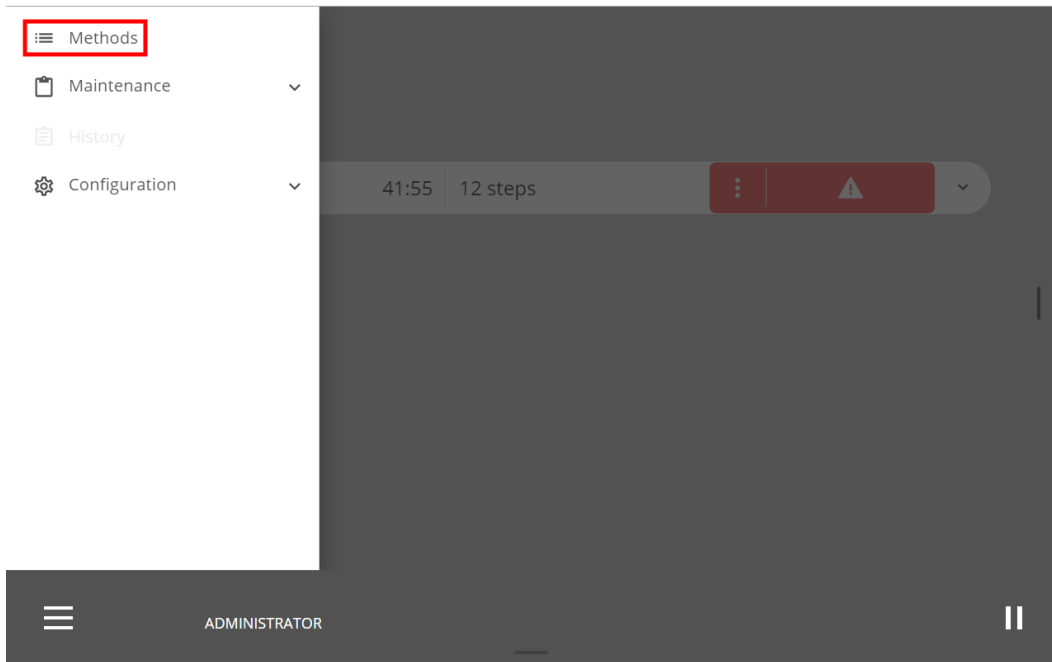 Methods
Maintenance
History
Configuration
41:55 12 steps
ADMINISTRATOR